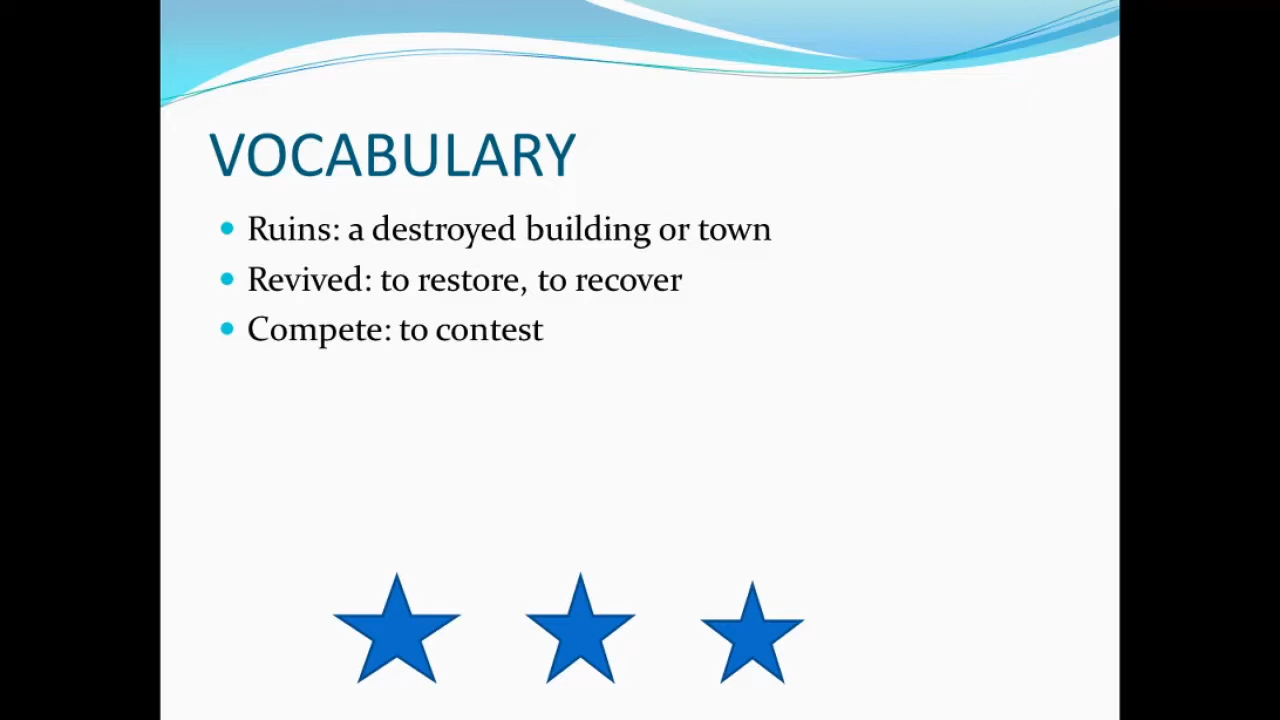 VOCABULARY
Ruins: a destroyed building or town
Revived: to restore, to recover
Compete: to contest